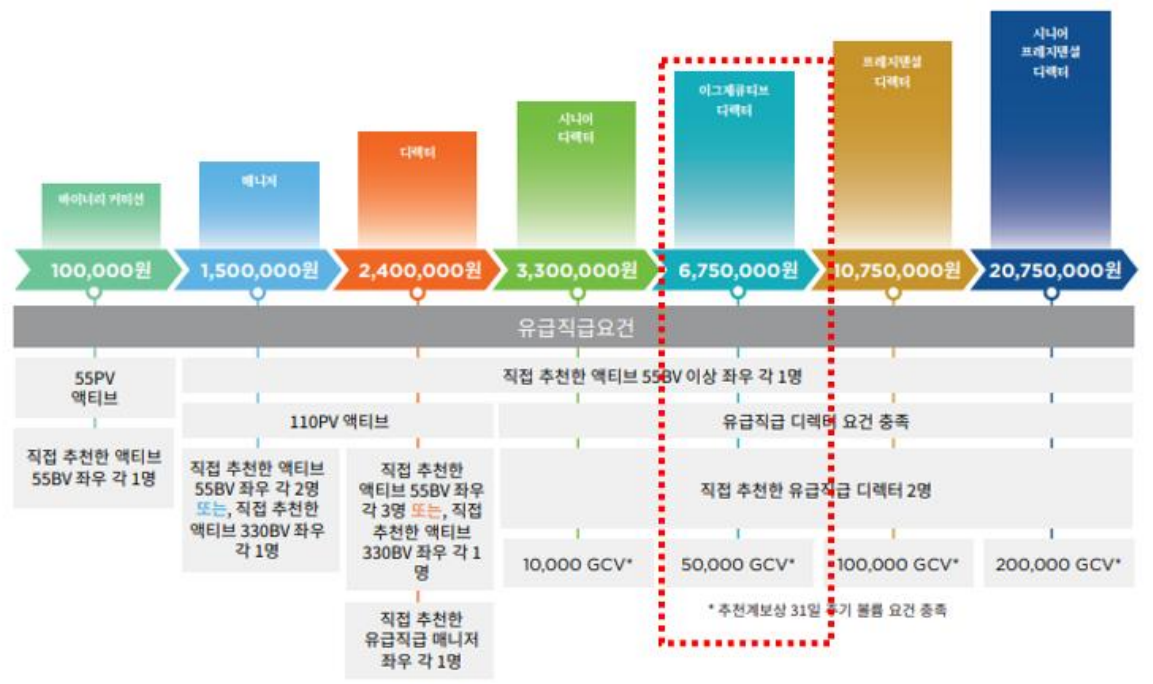 바이너리 커미션
매니저
디렉터
시니어
디렉터
이그제큐티브
디렉터
프레지덴셜
디렉터
시니어
프레지덴셜
디렉터
100,000원
1,500,000원
2,400,000원
3,300,000원
6,750,000원
10,750,000원
20,750,000원
유급직급요건
55PV
액티브
직접 추천한 액티브 55BV 이상 좌우 각 1명
110PV 액티브
유급직급 디렉터 요건 충족
직접 추천한 액티브
55BV 좌우 각 1명
직접 추천한 액티브
55BV 좌우 각 2명
또는, 직접 추천한
액티브 330BV 좌우
각 1명
직접 추천한
액티브 55BV 좌우
각 3명 또는, 직접
추천한 액티브
330BV 좌우 각 1
명
직접 추천한 유급직급 디렉터 2명
10,000 GCV*
50,000 GCV*
100,000 GCV*
200,000 GCV*
* 추천계보상 31일 주기 볼륨 요건 충족
직접 추천한
유급직급 매니저
좌우 각 1명